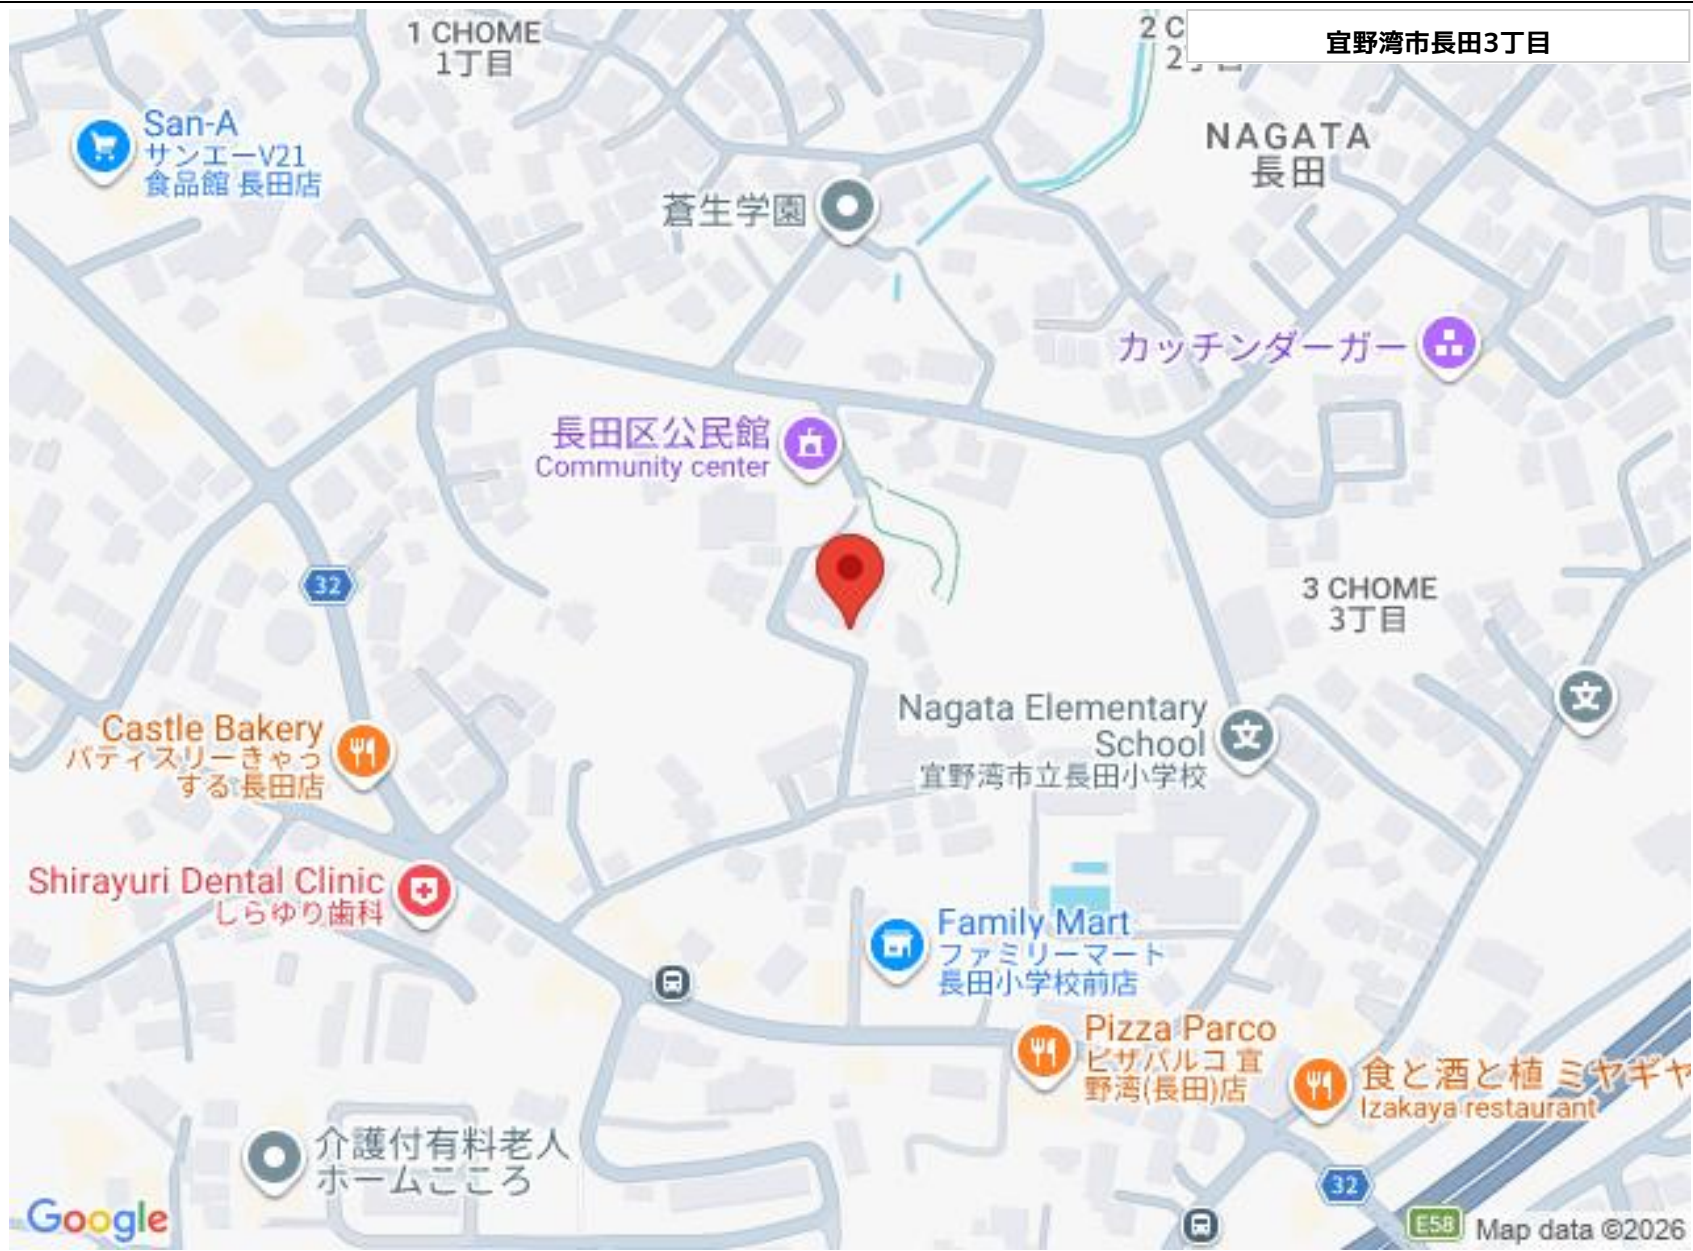 1 CHOME
1丁目
2 C
宜野湾市長田3丁目
San-A
サンエーV21
食品館 長田店
NAGATA
長田
蒼生学園
カッチンダーガー
長田区公民館
Community center
32
3 CHOME
3丁目
Castle Bakery
パティスリーきゃっ
する 長田店
Nagata Elementary
School
宜野湾市立長田小学校
文
文
Shirayuri Dental Clinic
しらゆり歯科
Family Mart
ファミリーマート
長田小学校前店
Pizza Parco
ピザパルコ 宜
野湾(長田)店
食と酒と植 ミヤギヤ
Izakaya restaurant
介護付有料老人
ホームこころ
32
Google
E58
Map data ©2026